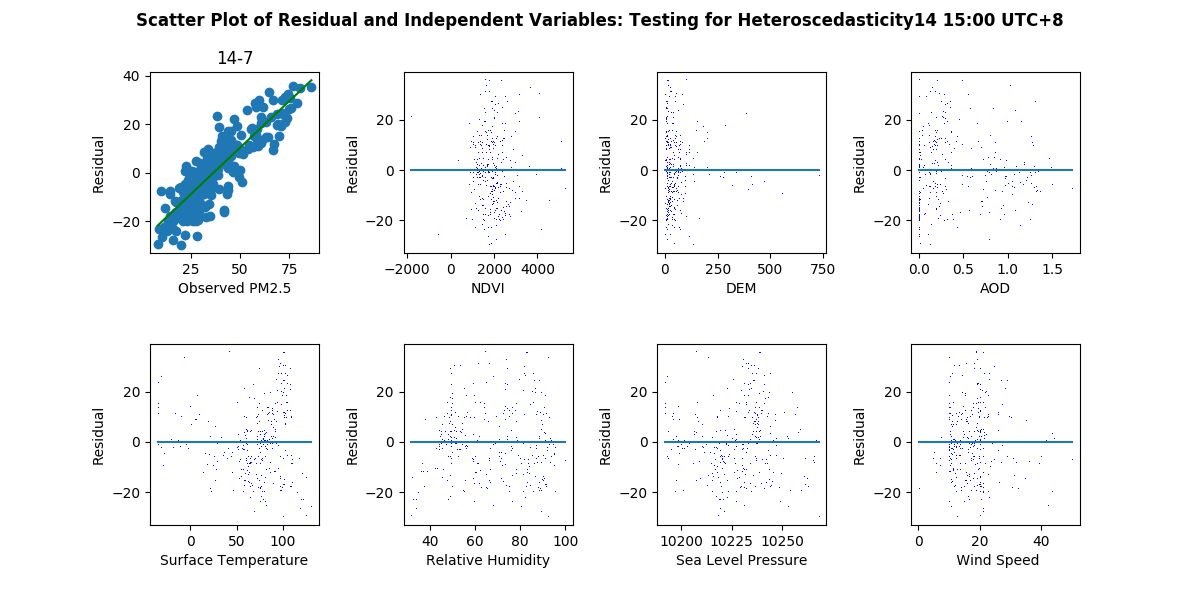 Scatter Plot of Residual and Independent Variables: Testing for Heteroscedasticity14 15:00 UTC+8
14-7
40
20
0
−20
Residual
25 50 75
Observed PM2.5
20
0
−20
Residual
−2000 0 2000 4000
NDVI
20
0
−20
Residual
0 250 500 750
DEM
20
0
−20
Residual
0.0 0.5 1.0 1.5
AOD
20
0
−20
Residual
0 50 100
Surface Temperature
20
0
−20
Residual
40 60 80 100
Relative Humidity
20
0
−20
Residual
10200 10225 10250
Sea Level Pressure
20
0
−20
Residual
0 20 40
Wind Speed